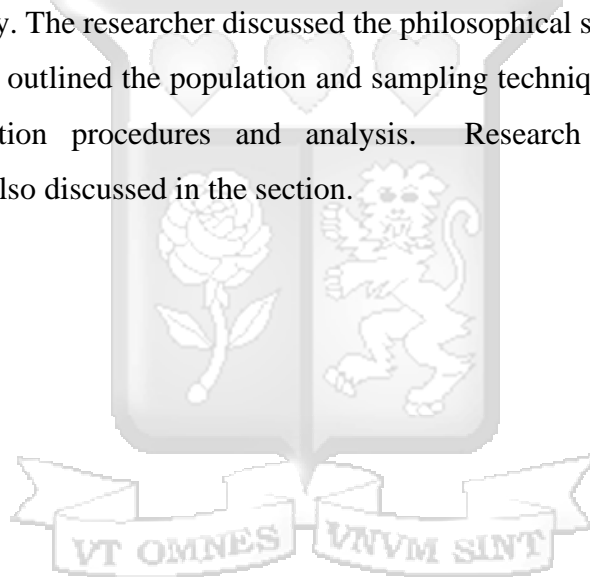 y. The researcher discussed the philosophical s
outlined the population and sampling techniq
tion procedures and analysis. Research
lso discussed in the section.
VT OMNES VNVM SINT